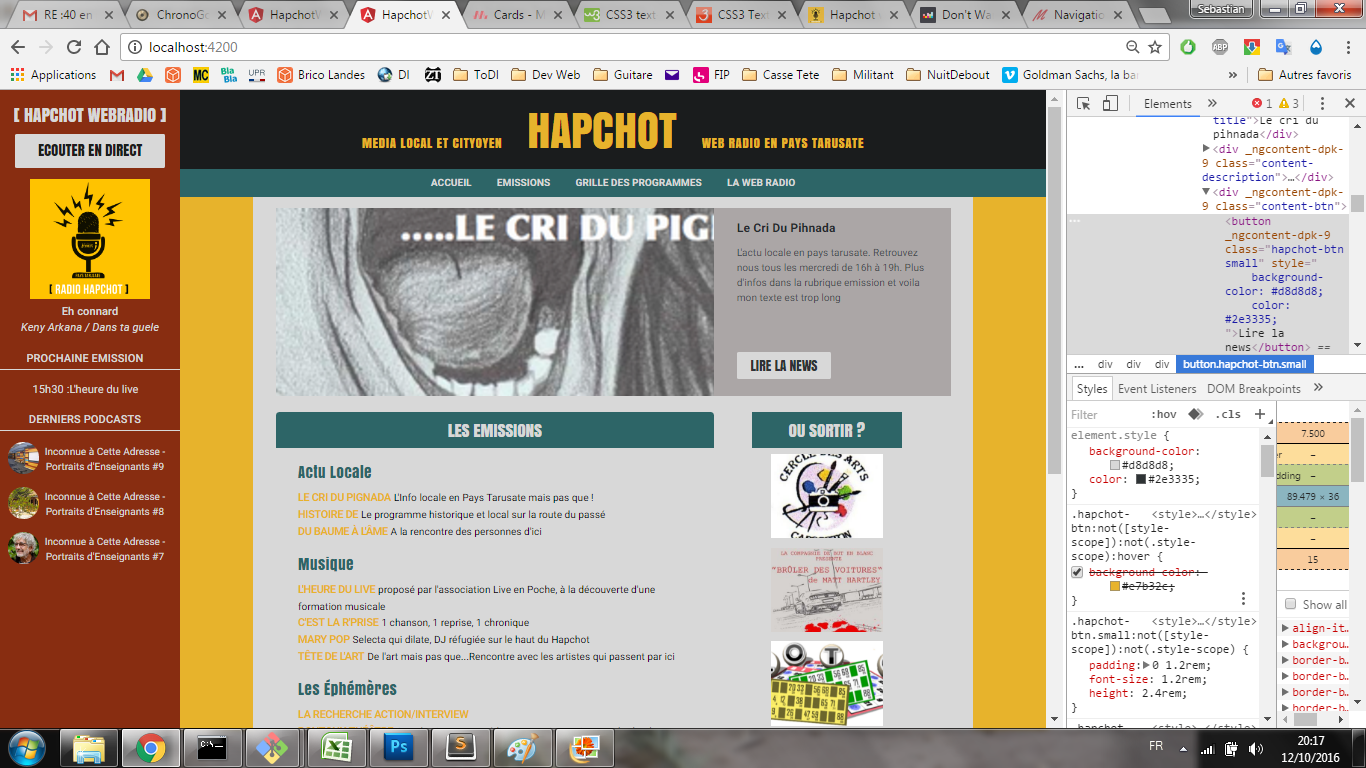 RE :40 en
ChronoGo
HapchotW
HapchotW
Cards - M
CSS3 text
CSS3 Text
Hapchot
Don't Wa
Navigatio
Sebastian
localhost:4200
Applications
MC
Bla Bla
UPR
Brico Landes
DI
ToDI
Dev Web
Guitare
FIP
Casse Tete
Militant
NuitDebout
Goldman Sachs, la ba
»
Autres favoris
[ HAPCHOT WEBRADIO ]
ECOUTER EN DIRECT
[ RADIO HAPCHOT ]
Eh connard
Keny Arkana / Dans ta guele
PROCHAINE EMISSION
15h30 :L'heure du live
DERNIERS PODCASTS
Inconnue à Cette Adresse -
Portraits d'Enseignants #9
Inconnue à Cette Adresse -
Portraits d'Enseignants #8
Inconnue à Cette Adresse -
Portraits d'Enseignants #7
MEDIA LOCAL ET CITYOYEN
HAPCHOT
WEB RADIO EN PAYS TARUSATE
ACCUEIL
EMISSIONS
GRILLE DES PROGRAMMES
LA WEB RADIO
.....LE CRI DU PIG
Le Cri Du Pihnada
L'actu locale en pays tarusate. Retrouvez
nous tous les mercredi de 16h à 19h. Plus
d'infos dans la rubrique emission et voila
mon texte est trop long
LIRE LA NEWS
LES EMISSIONS
Actu Locale
LE CRI DU PIGNADA L'Info locale en Pays Tarusate mais pas que !
HISTOIRE DE Le programme historique et local sur la route du passé
DU BAUME À L'ÂME A la rencontre des personnes d'ici
Musique
L'HEURE DU LIVE proposé par l'association Live en Poche, à la découverte d'une
formation musicale
C'EST LA R'PRISE 1 chanson, 1 reprise, 1 chronique
MARY POP Selecta qui dilate, DJ réfugiée sur le haut du Hapchot
TÊTE DE L'ART De l'art mais pas que...Rencontre avec les artistes qui passent par ici
Les Éphémères
LA RECHERCHE ACTION/INTERVIEW
OU SORTIR ?
CERCLE DES ARTS
LA COMPAGNIE DU BUT EN BLANC
PRESENTE
"BRÛLER DES VOITURES"
de MATT HARTLEY
O T
Elements
»
1
3
title">Le cri du
pihnada</div>
<div _ngcontent-dpk-
9 class="content-
description">…</div>
<div _ngcontent-dpk-
9 class="content-btn">
<button
_ngcontent-dpk-9
class="hapchot-btn
small" style="
background-
color: #d8d8d8;
color:
#2e3335;
">Lire la
news</button> ==
...
div
div
div
button.hapchot-btn.small
Styles
Event Listeners
DOM Breakpoints
»
Filter
:hov
.cls
+
element.style {
background-color:
#d8d8d8;
color: #2e3335;
}
.hapchot- <style>…</style>
btn:not([style-
scope]):not(.style-
scope):hover {
background-color:
#e7b32c;
}
.hapchot- <style>…</style>
btn.small:not([style-
scope]):not(.style-scope) {
padding: 0 1.2rem;
font-size: 1.2rem;
height: 2.4rem;
}
<style>…</style>
7.500
–
dding
–
89.479 × 36
–
–
15
Show all
align-it…
backgrou…
border-b…
border-b…
border-b…
border-b…
C:\_
Ps
S
FR
20:17
12/10/2016